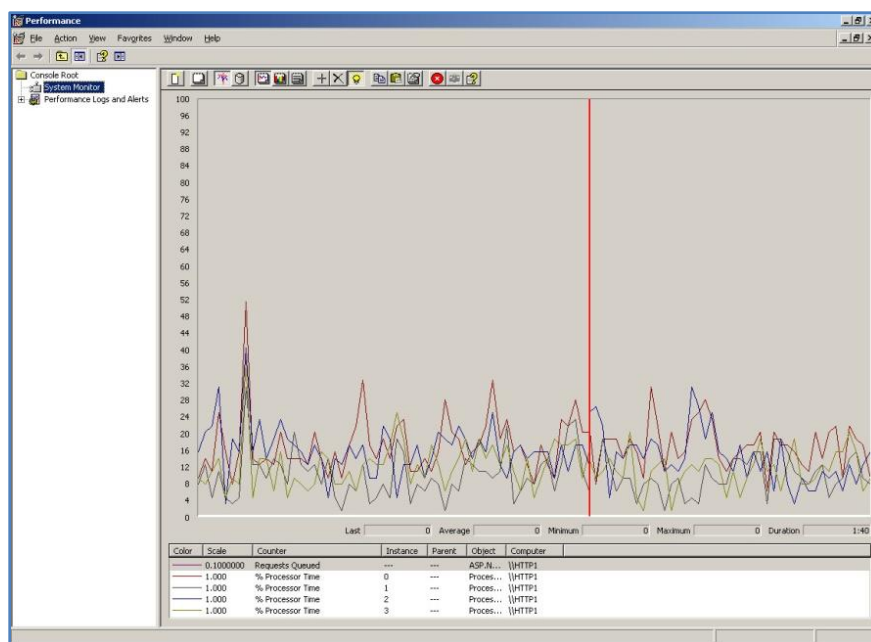 Performance
File Action View Favorites Window Help
Console Root
System Monitor
Performance Logs and Alerts
100
96
92
88
84
80
76
72
68
64
60
56
52
48
44
40
36
32
28
24
20
16
12
8
4
0
Last 0 Average 0 Minimum 0 Maximum 0 Duration 1:40
Color Scale Counter Instance Parent Object Computer
0.1000000 Requests Queued --- --- ASP.N... \\HTTP1
1.000 % Processor Time 0 --- Proces... \\HTTP1
1.000 % Processor Time 1 --- Proces... \\HTTP1
1.000 % Processor Time 2 --- Proces... \\HTTP1
1.000 % Processor Time 3 --- Proces... \\HTTP1